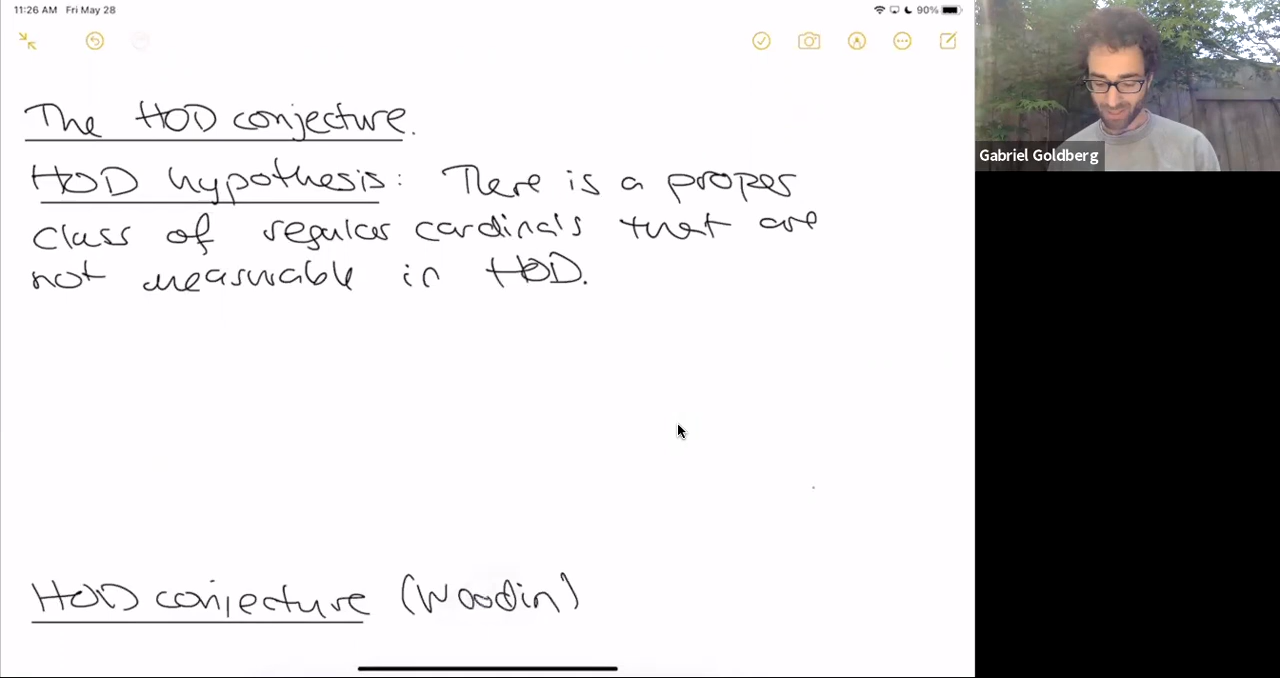 11:26 AM Fri May 28
90%
The HOD conjecture.
HOD hypothesis: There is a proper
class of regular cardinals that are
not measurable in HOD.
HOD conjecture (Woodin)
Gabriel Goldberg